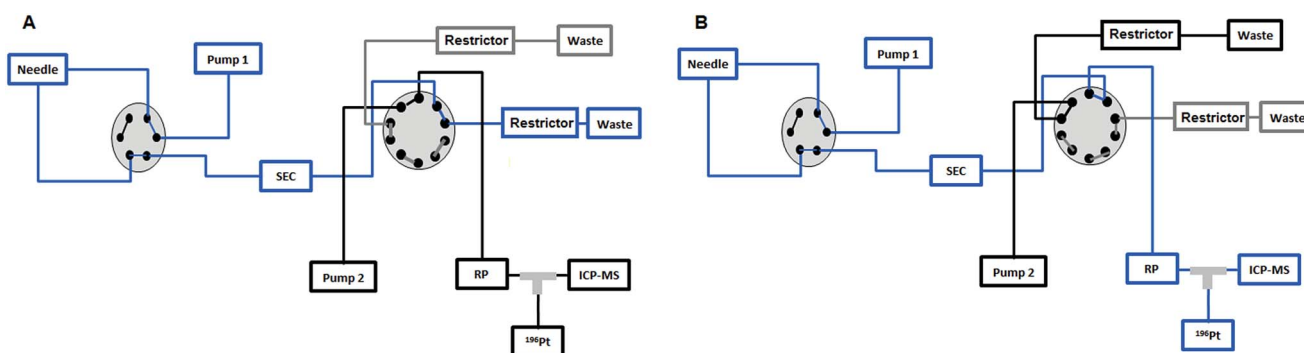 A
Restrictor
Waste
Pump 1
Needle
Restrictor
Waste
SEC
Pump 2
RP
ICP-MS
¹⁹⁶Pt
B
Restrictor
Waste
Pump 1
Needle
Restrictor
Waste
SEC
Pump 2
RP
ICP-MS
¹⁹⁶Pt